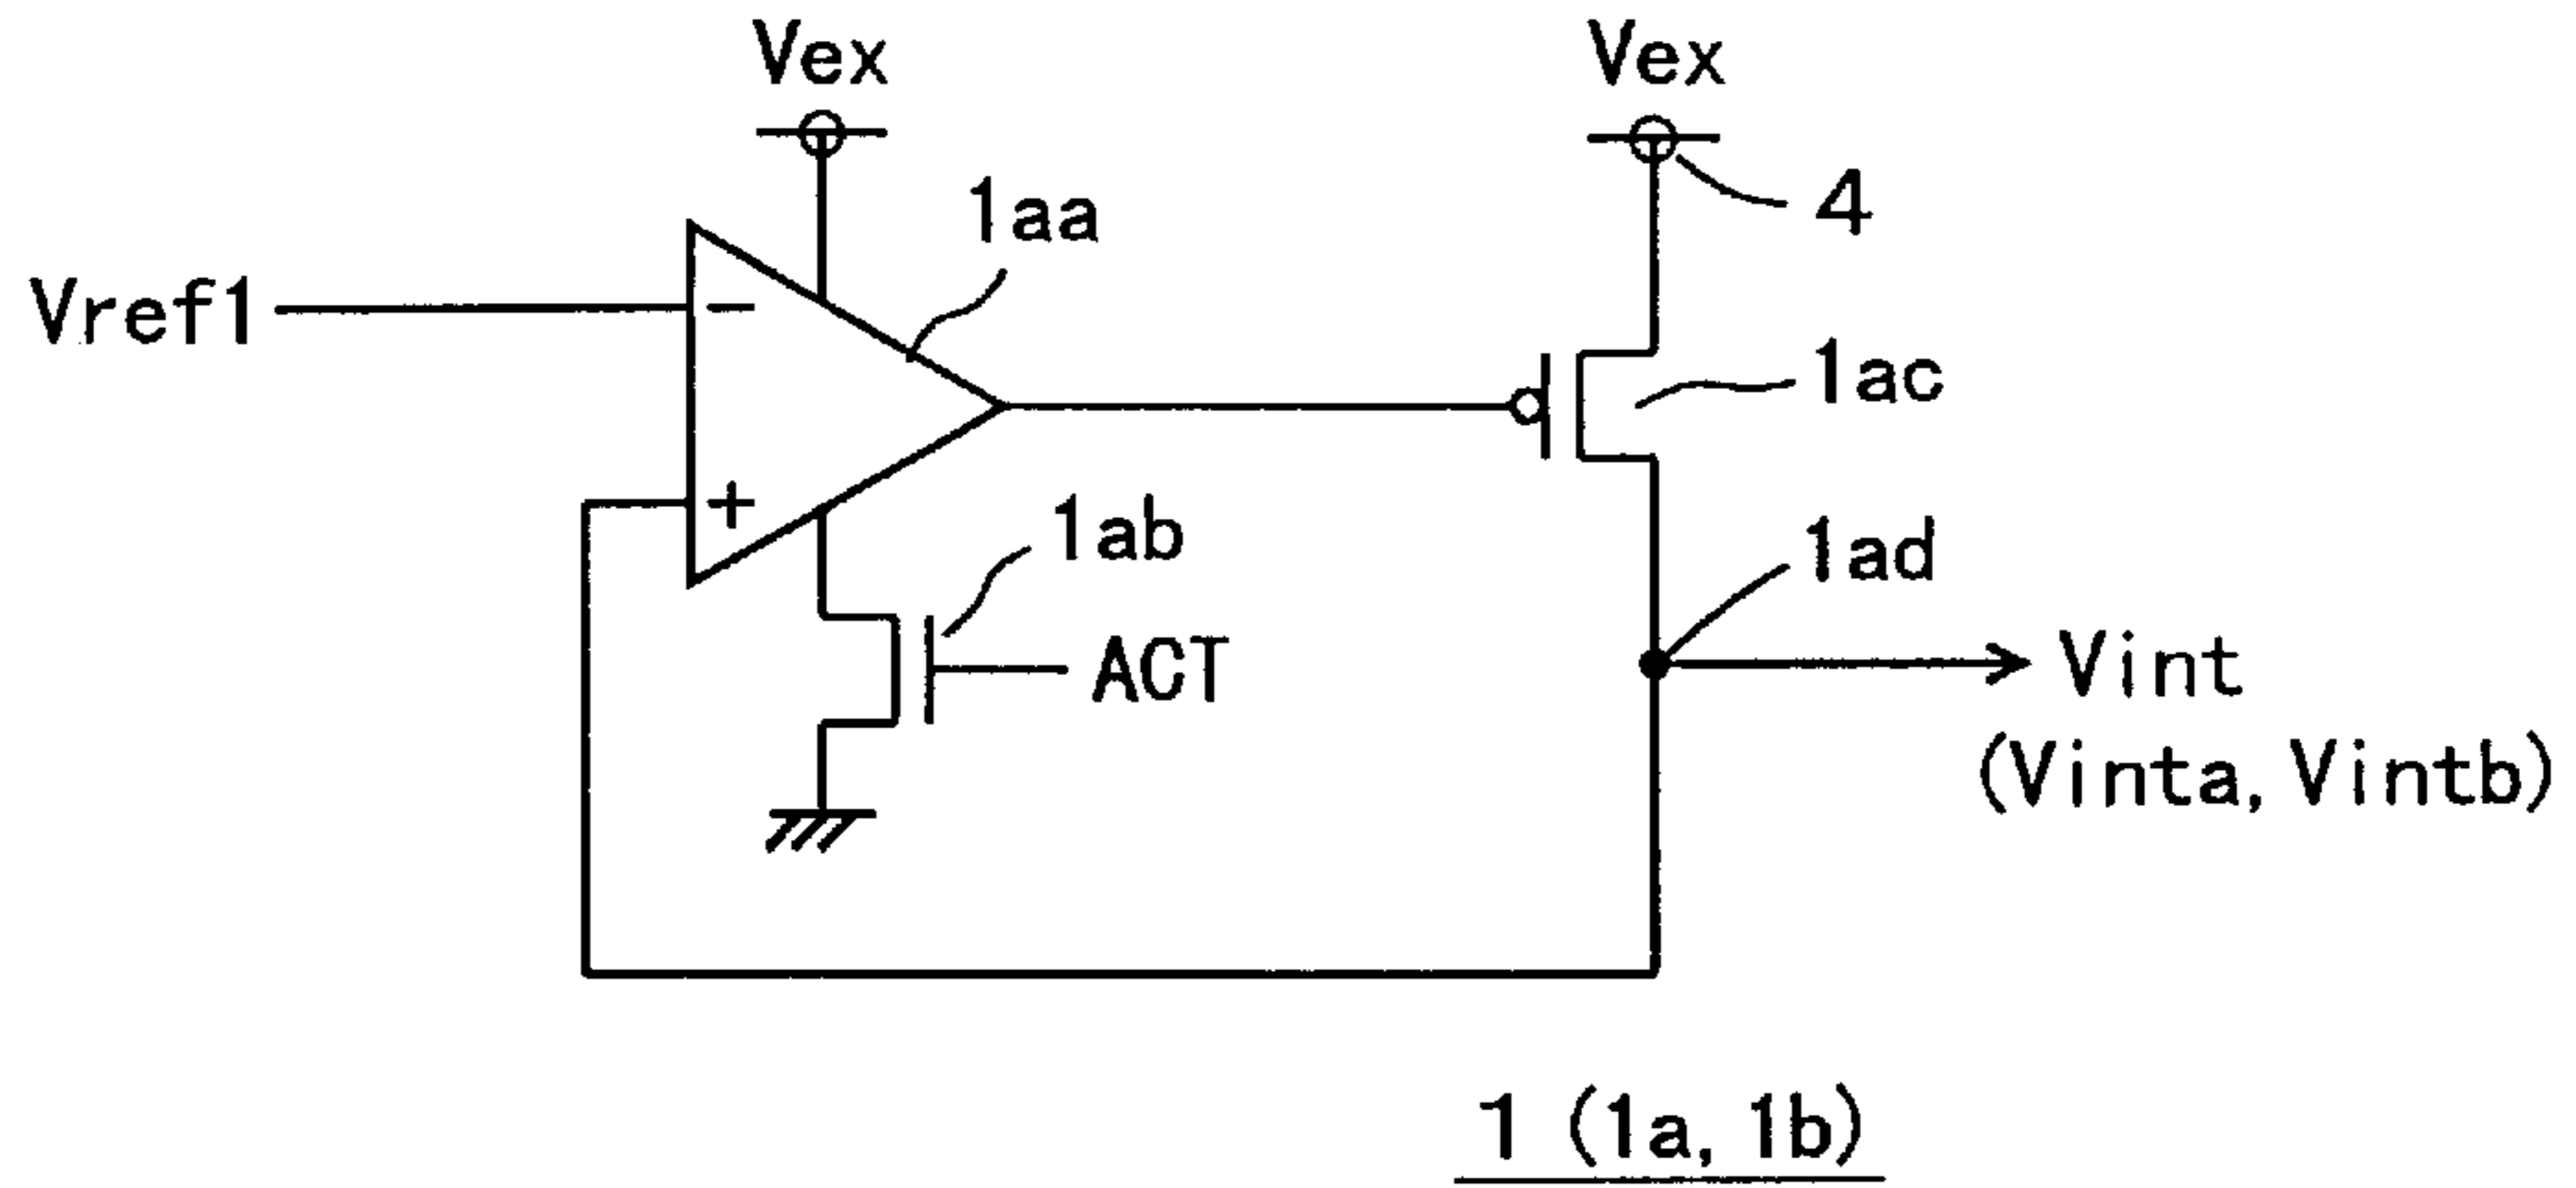 Vex
Vex
1aa
4
Vref1
−
1ac
+
1ab
1ad
ACT
Vint
(Vinta, Vintb)
1 (1a, 1b)